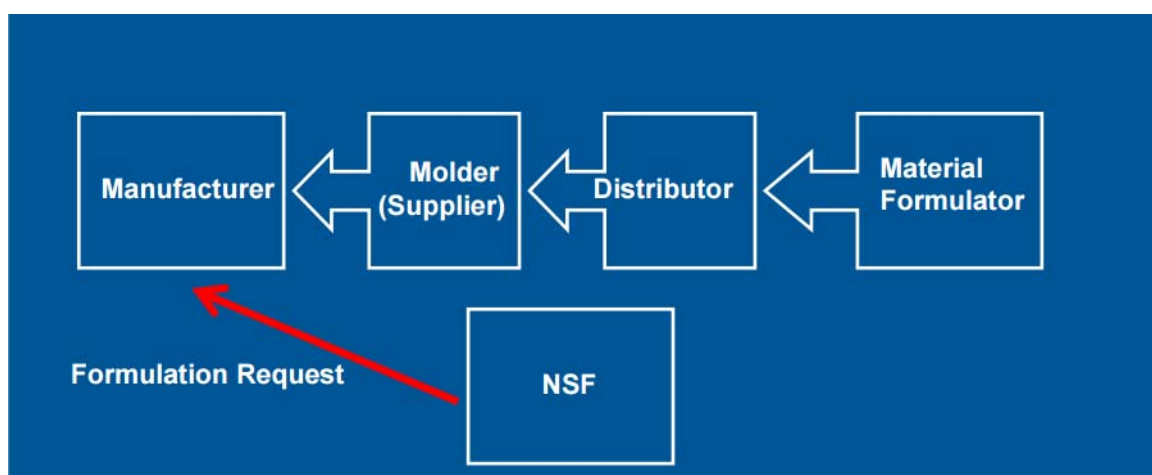 Manufacturer
Molder
(Supplier)
Distributor
Material
Formulator
Formulation Request
NSF